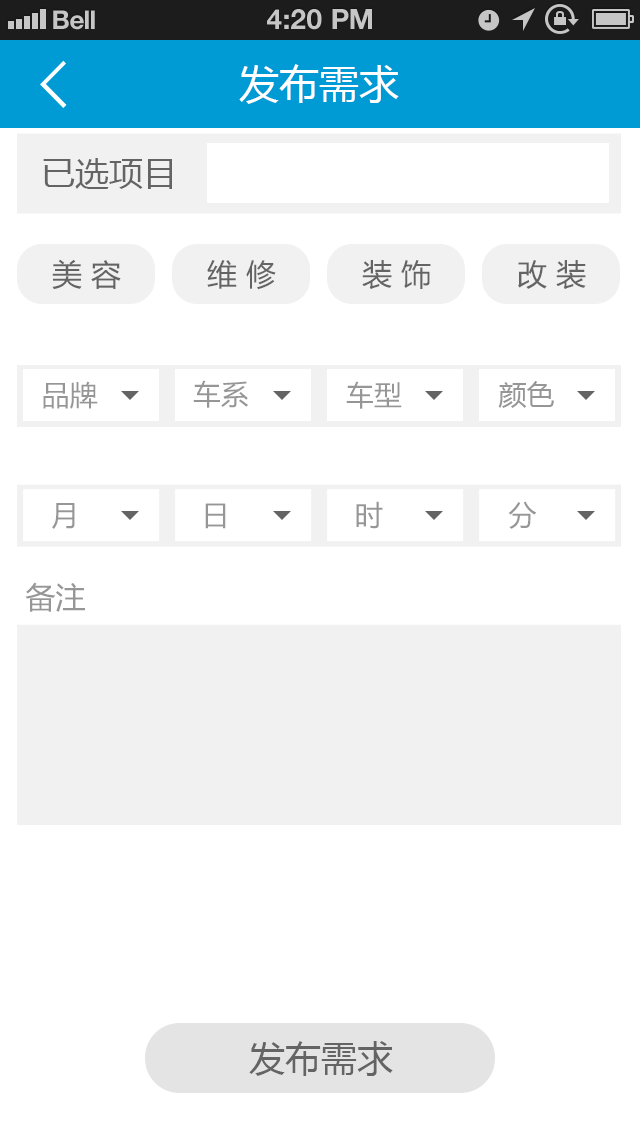 Bell 4:20 PM
发布需求
已选项目
美容 维修 装饰 改装
品牌 车系 车型 颜色
月 日 时 分
备注
发布需求